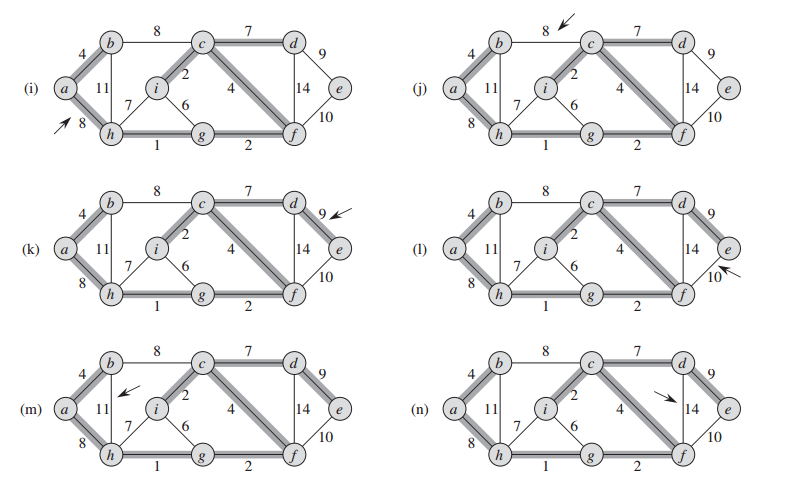 8 7 8 7
b c d b c d
4 9 4 9
2 2
(i) a 11 i 4 14 e (j) a 11 i 4 14 e
7 6 7 6
8 10 8 10
h g f h g f
1 2 1 2
8 7 8 7
b c d b c d
4 9 4 9
2 2
(k) a 11 i 4 14 e (l) a 11 i 4 14 e
7 6 7 6
8 10 8 10
h g f h g f
1 2 1 2
8 7 8 7
b c d b c d
4 9 4 9
2 2
(m) a 11 i 4 14 e (n) a 11 i 4 14 e
7 6 7 6
8 10 8 10
h g f h g f
1 2 1 2